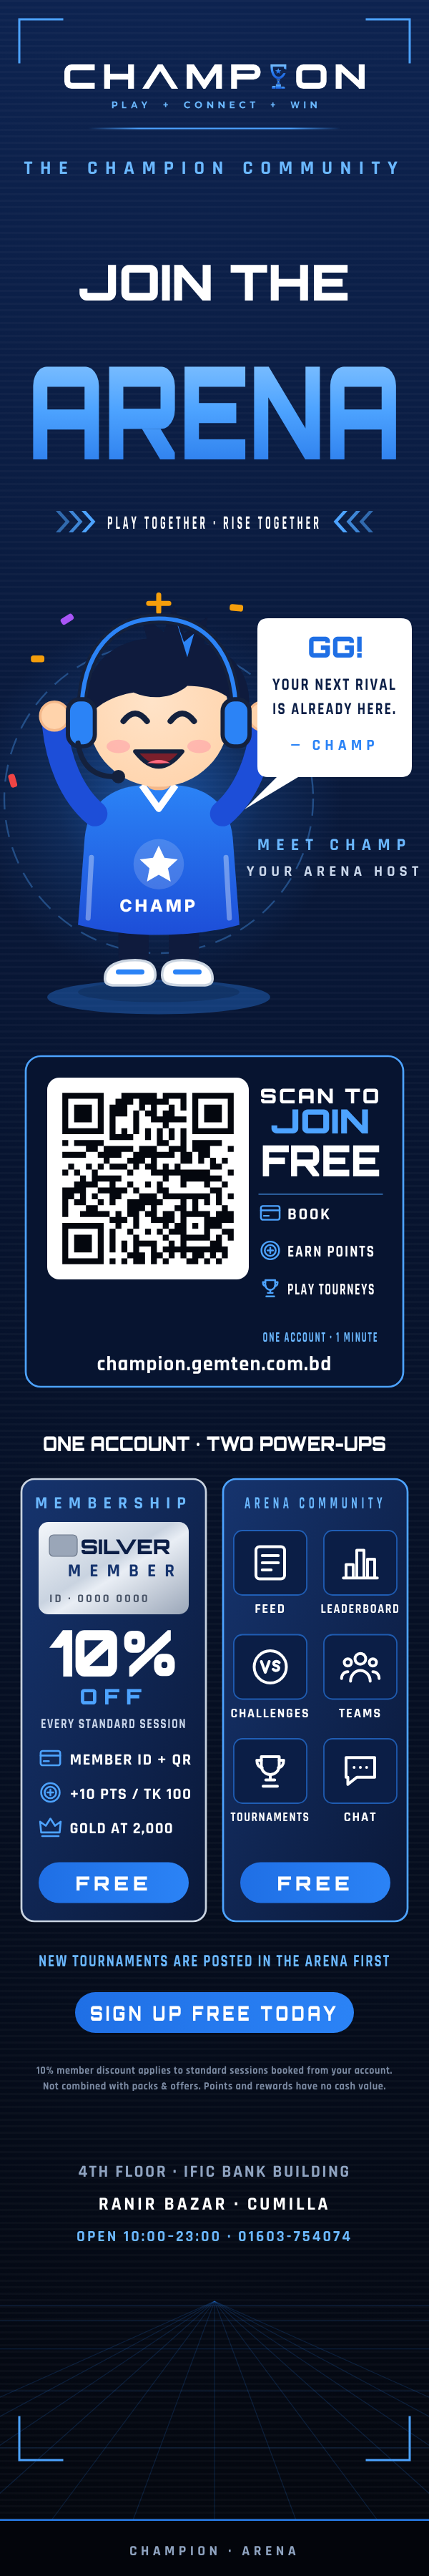 CHAMPION
PLAY + CONNECT + WIN
THE CHAMPION COMMUNITY
JOIN THE
ARENA
PLAY TOGETHER · RISE TOGETHER
GG!
YOUR NEXT RIVAL
IS ALREADY HERE.
– CHAMP
MEET CHAMP
YOUR ARENA HOST
CHAMP
SCAN TO
JOIN
FREE
BOOK
EARN POINTS
PLAY TOURNEYS
ONE ACCOUNT · 1 MINUTE
champion.gemten.com.bd
ONE ACCOUNT · TWO POWER-UPS
MEMBERSHIP
SILVER
MEMBER
ID · 0000 0000
10%
OFF
EVERY STANDARD SESSION
MEMBER ID + QR
+10 PTS / TK 100
GOLD AT 2,000
FREE
ARENA COMMUNITY
FEED
LEADERBOARD
VS
CHALLENGES
TEAMS
TOURNAMENTS
CHAT
FREE
NEW TOURNAMENTS ARE POSTED IN THE ARENA FIRST
SIGN UP FREE TODAY
10% member discount applies to standard sessions booked from your account.
Not combined with packs & offers. Points and rewards have no cash value.
4TH FLOOR · IFIC BANK BUILDING
RANIR BAZAR · CUMILLA
OPEN 10:00–23:00 · 01603-754074
CHAMPION · ARENA